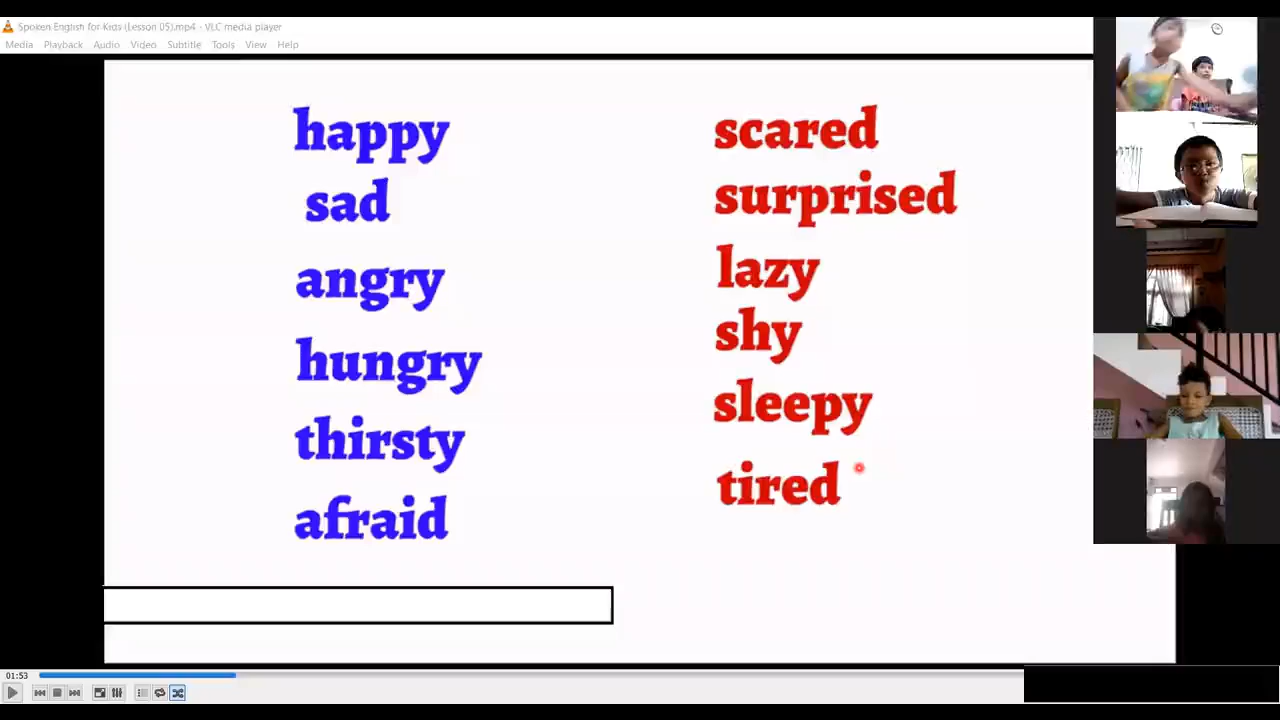 Spoken English for Kids (Lesson 05).mp4 - VLC media player
Media Playback Audio Video Subtitle Tools View Help
happy
sad
angry
hungry
thirsty
afraid
scared
surprised
lazy
shy
sleepy
tired
01:53